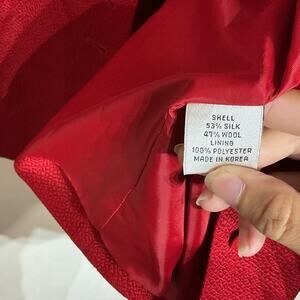 SHELL
53% SILK
47% WOOL
LINING
100% POLYESTER
MADE IN KOREA